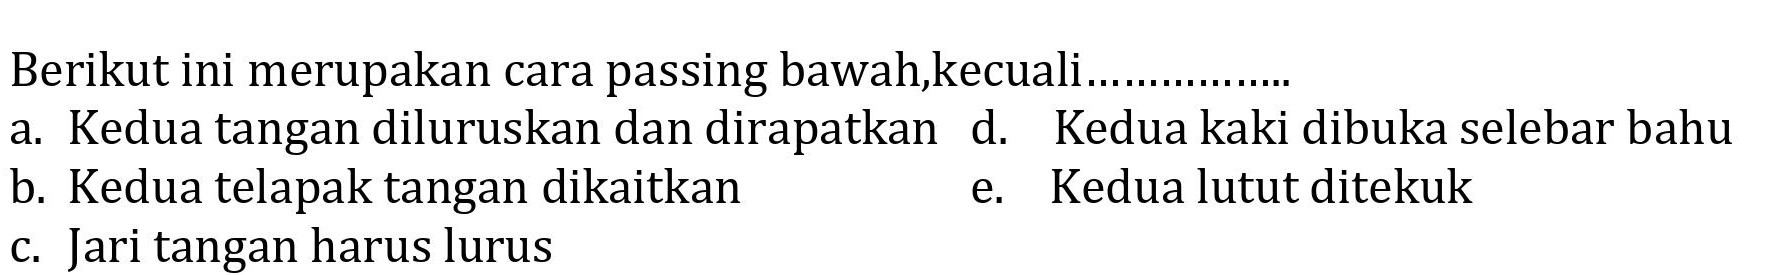 Berikut ini merupakan cara passing bawah,kecuali..................
a. Kedua tangan diluruskan dan dirapatkan d. Kedua kaki dibuka selebar bahu
b. Kedua telapak tangan dikaitkan e. Kedua lutut ditekuk
c. Jari tangan harus lurus